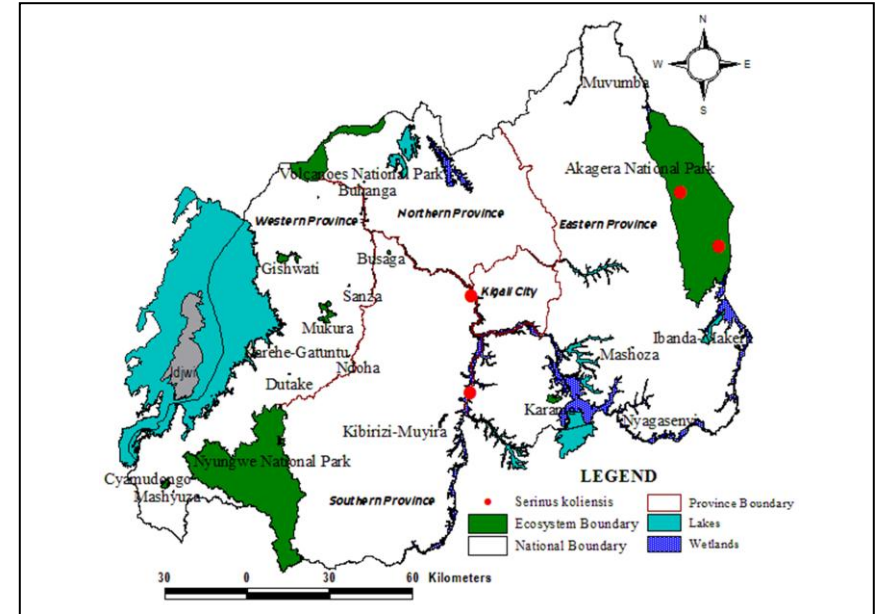 N
W E
S
Muvumba
Akagera National Park
Volcanoes National Park
Buhanga
Northern Province
Western Province
Eastern Province
Gishwati
Busaga
Kigali City
Sanza
Mukura
Ibanda-Maker
Karehe-Gatuntu
Mashoza
Ndoha
Idjwi
Dutake
Karama
Nyagasenyi
Kibirizi-Muyira
Nyungwe National Park
Cyamudongo
Mashyuza
Southern Province
LEGEND
Serinus koliensis
Province Boundary
Ecosystem Boundary
Lakes
National Boundary
Wetlands
30 0 30 60 Kilometers